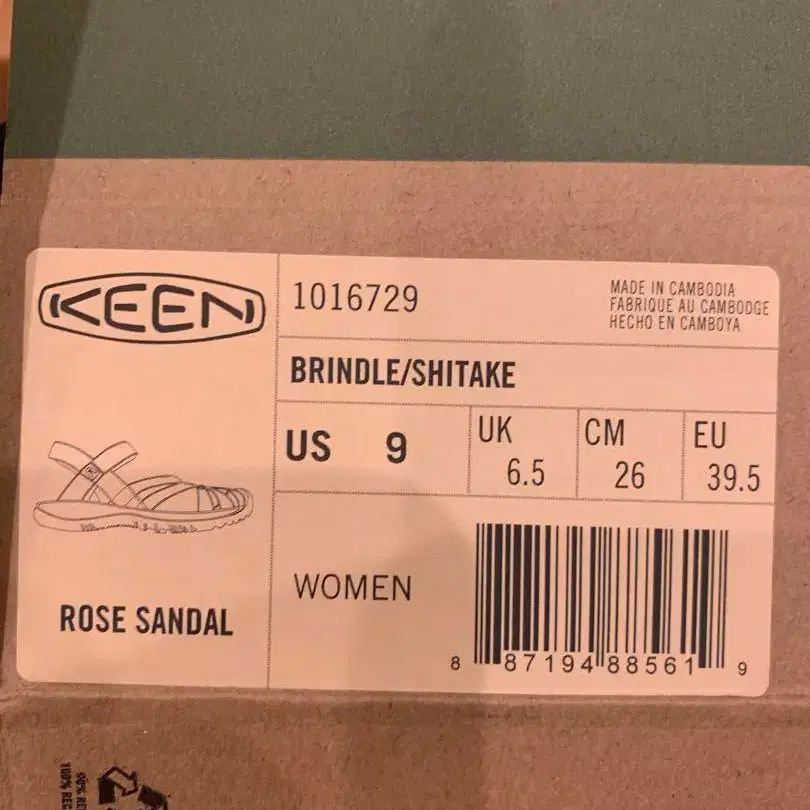 KEEN
1016729
MADE IN CAMBODIA
FABRIQUE AU CAMBODGE
HECHO EN CAMBOYA
BRINDLE/SHITAKE
US 9
UK 6.5
CM 26
EU 39.5
ROSE SANDAL
WOMEN
8 87194 88561 9